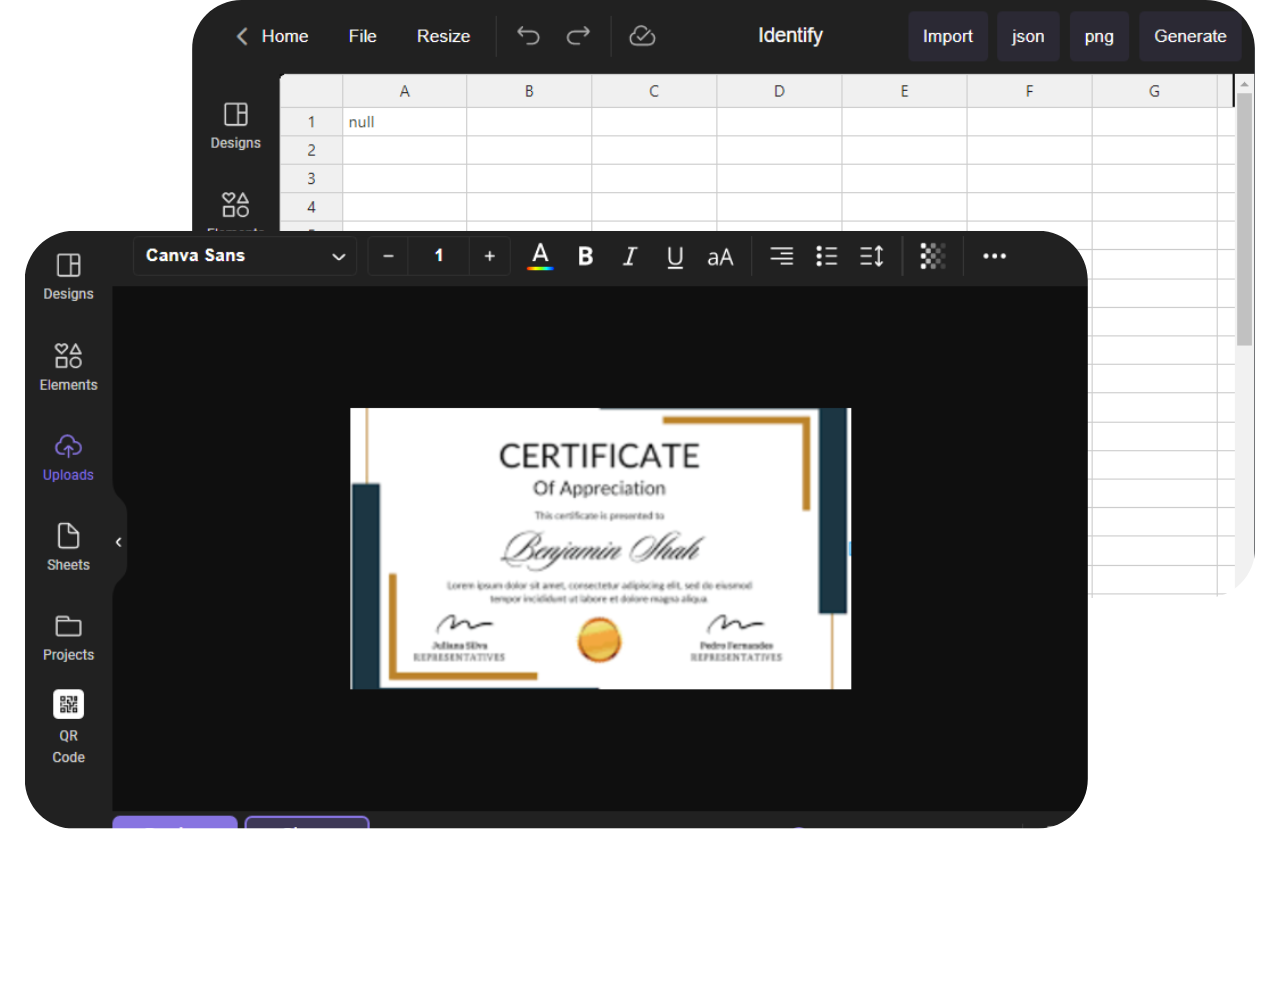 Home File Resize Identify Import json png Generate
Designs
A B C D E F G
1 null
2
3
4
Canva Sans − 1 + A B I U aA
Designs
Elements
Uploads
Sheets
Projects
QR
Code
CERTIFICATE
Of Appreciation
This certificate is presented to
Benjamin Shah
Lorem ipsum dolor sit amet, consectetur adipiscing elit, sed do eiusmod
tempor incididunt ut labore et dolore magna aliqua.
Juliana Silva
REPRESENTATIVES
Pedro Fernandes
REPRESENTATIVES